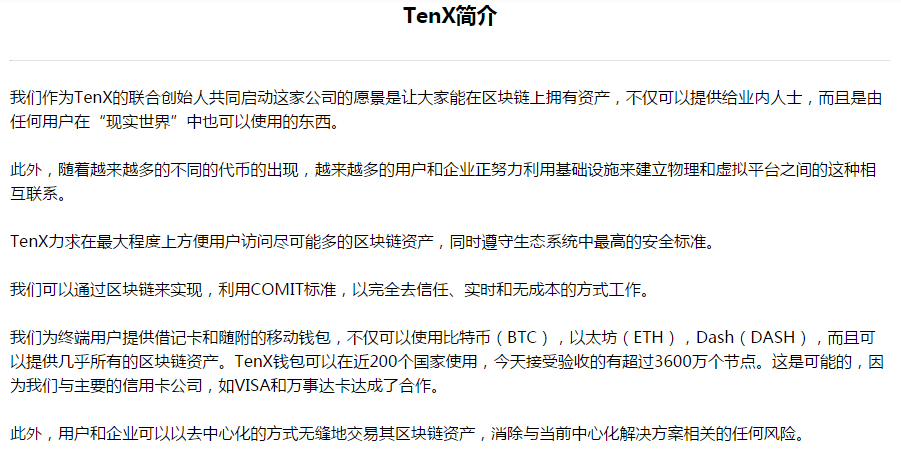 TenX简介
我们作为TenX的联合创始人共同启动这家公司的愿景是让大家能在区块链上拥有资产，不仅可以提供给业内人士，而且是由
任何用户在“现实世界”中也可以使用的东西。
此外，随着越来越多的不同的代币的出现，越来越多的用户和企业正努力利用基础设施来建立物理和虚拟平台之间的这种相
互联系。
TenX力求在最大程度上方便用户访问尽可能多的区块链资产，同时遵守生态系统中最高的安全标准。
我们可以通过区块链来实现，利用COMIT标准，以完全去信任、实时和无成本的方式工作。
我们为终端用户提供借记卡和随附的移动钱包，不仅可以使用比特币（BTC），以太坊（ETH），Dash（DASH），而且可
以提供几乎所有的区块链资产。TenX钱包可以在近200个国家使用，今天接受验收的有超过3600万个节点。这是可能的，因
为我们与主要的信用卡公司，如VISA和万事达卡达成了合作。
此外，用户和企业可以以去中心化的方式无缝地交易其区块链资产，消除与当前中心化解决方案相关的任何风险。